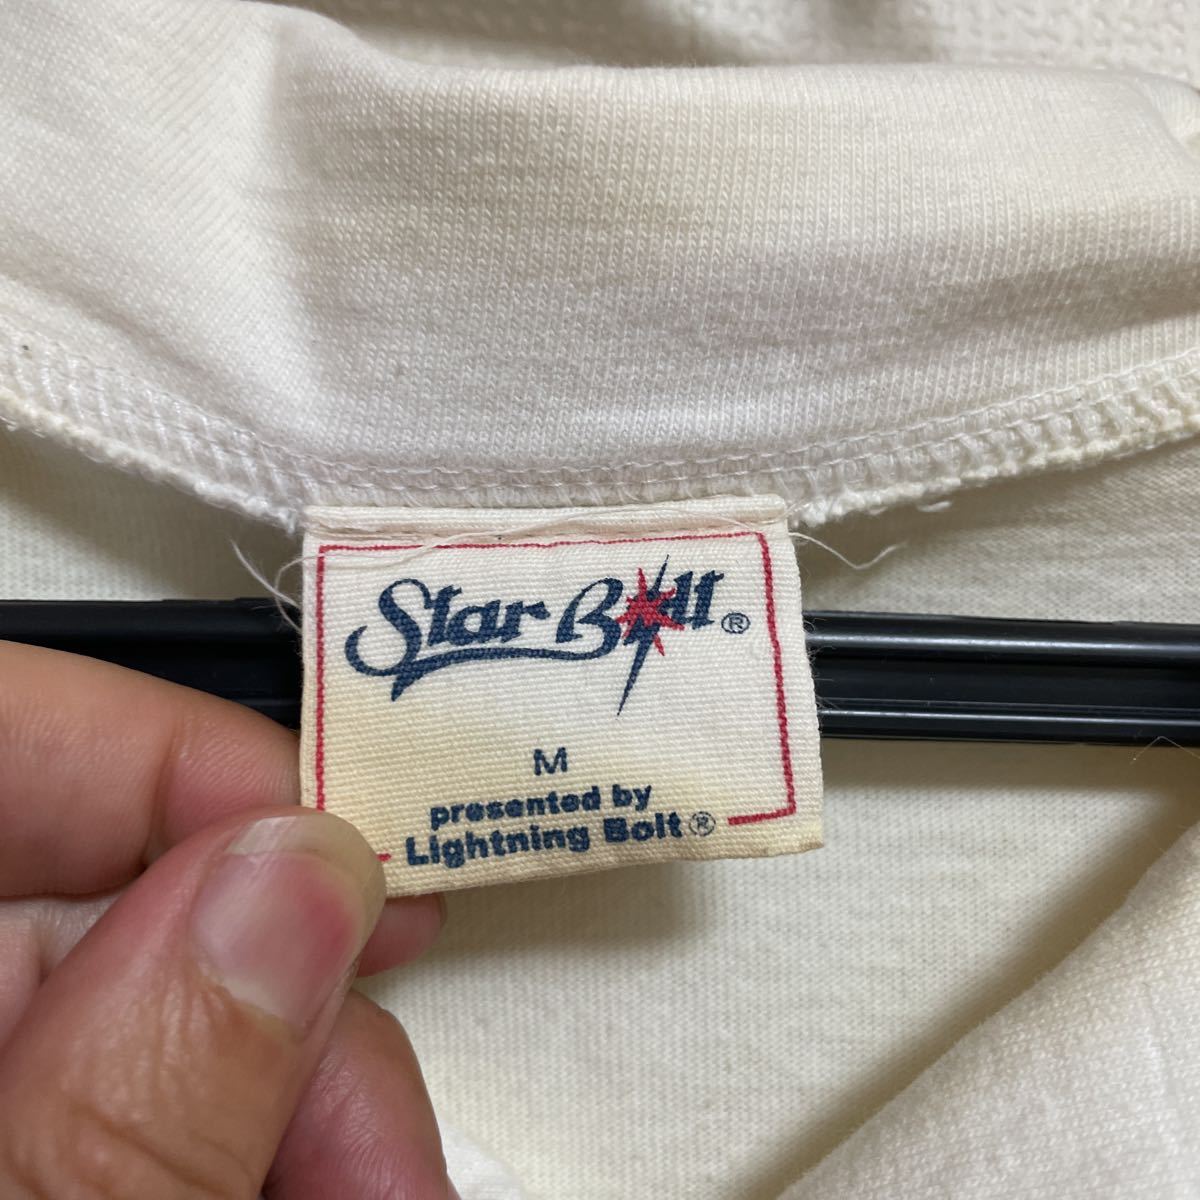 Star Bolt®
M
presented by
Lightning Bolt®